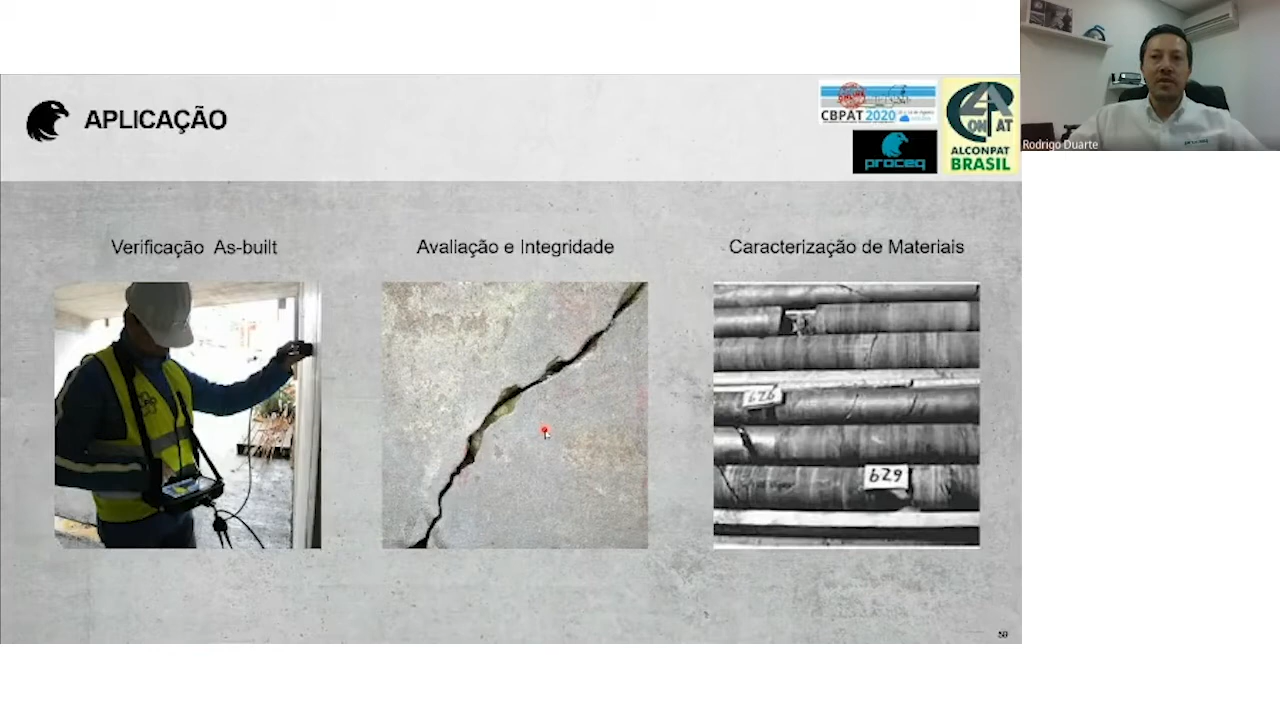 APLICAÇÃO
CBPAT 2020
proceq
ALCONPAT
BRASIL
Rodrigo Duarte
Verificação As-built
Avaliação e Integridade
Caracterização de Materiais
626
629